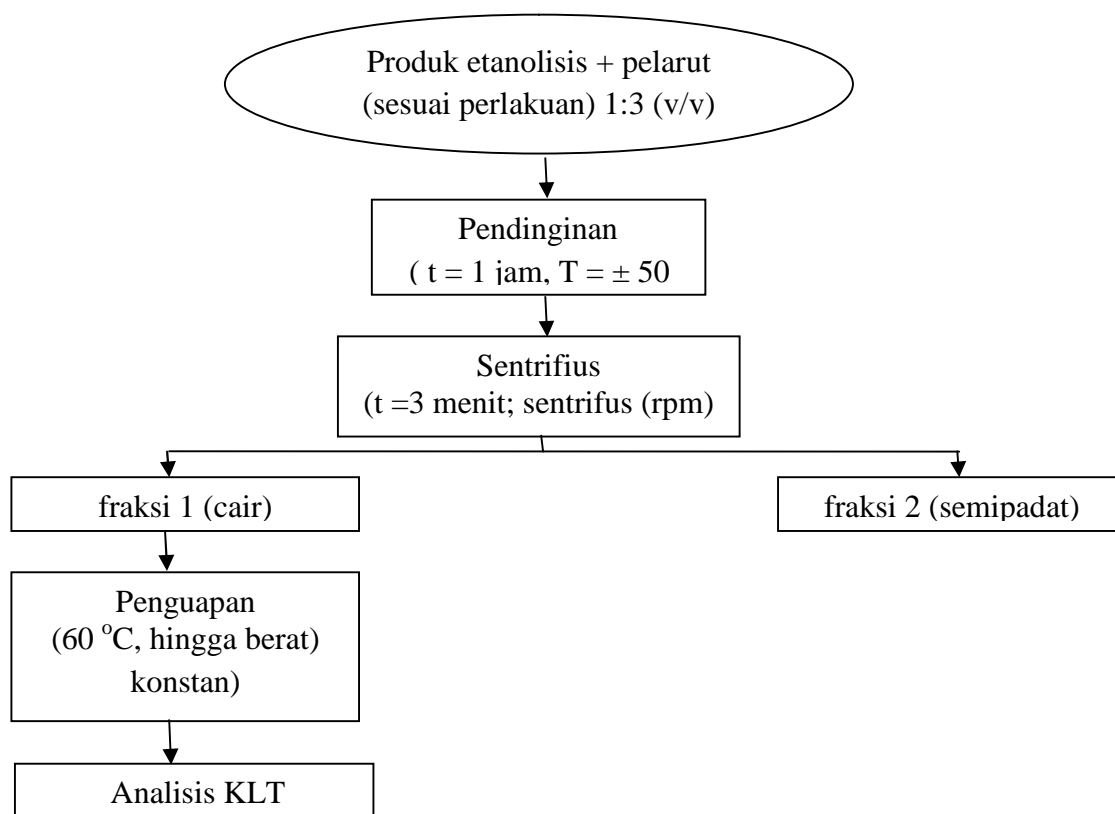 Produk etanolisis + pelarut
(sesuai perlakuan) 1:3 (v/v)
Pendinginan
( t = 1 jam, T = ± 50
Sentrifius
(t =3 menit; sentrifus (rpm)
fraksi 1 (cair)
fraksi 2 (semipadat)
Penguapan
(60 °C, hingga berat)
konstan)
Analisis KLT